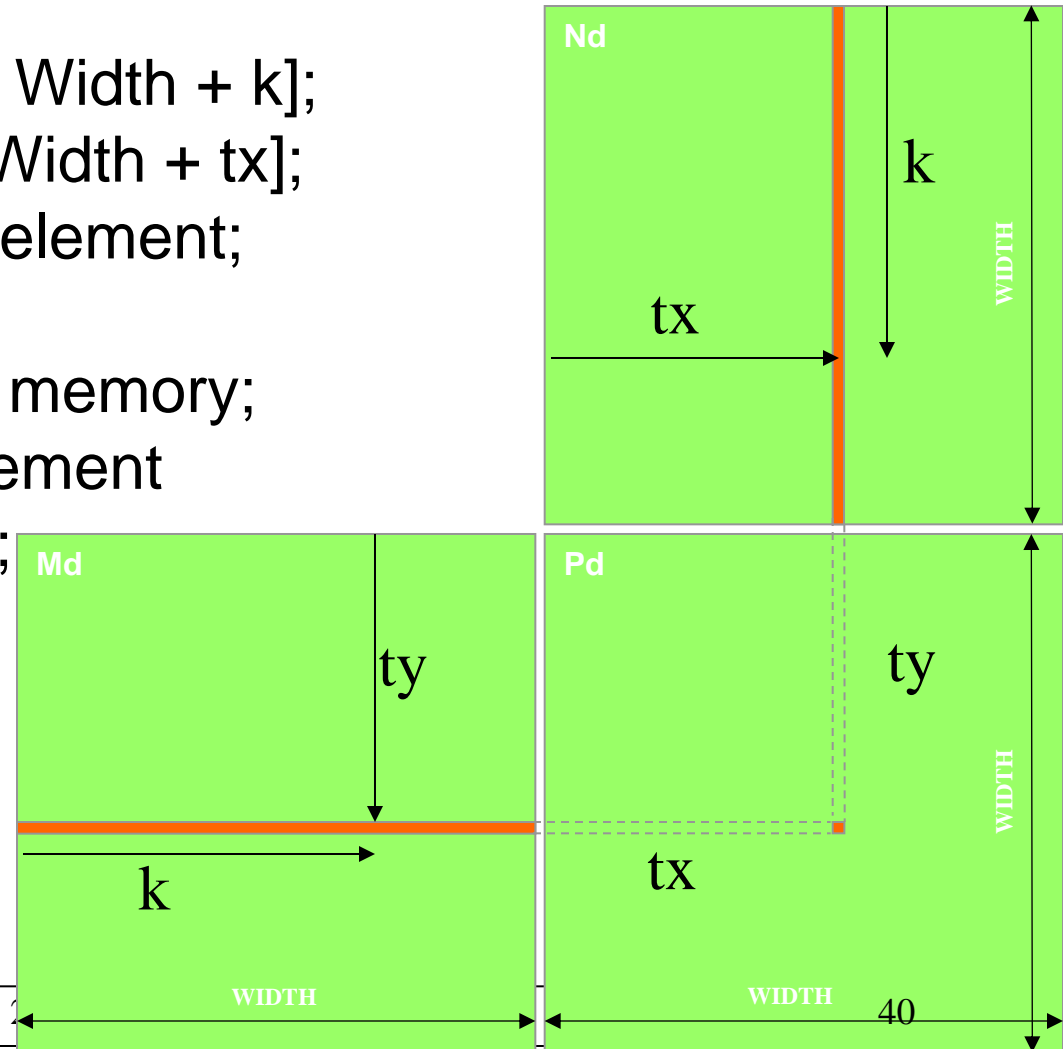 Width + k];
Width + tx];
element;
memory;
ement
;
Nd
k
WIDTH
tx
Md
ty
k
WIDTH
Pd
ty
WIDTH
tx
WIDTH
40